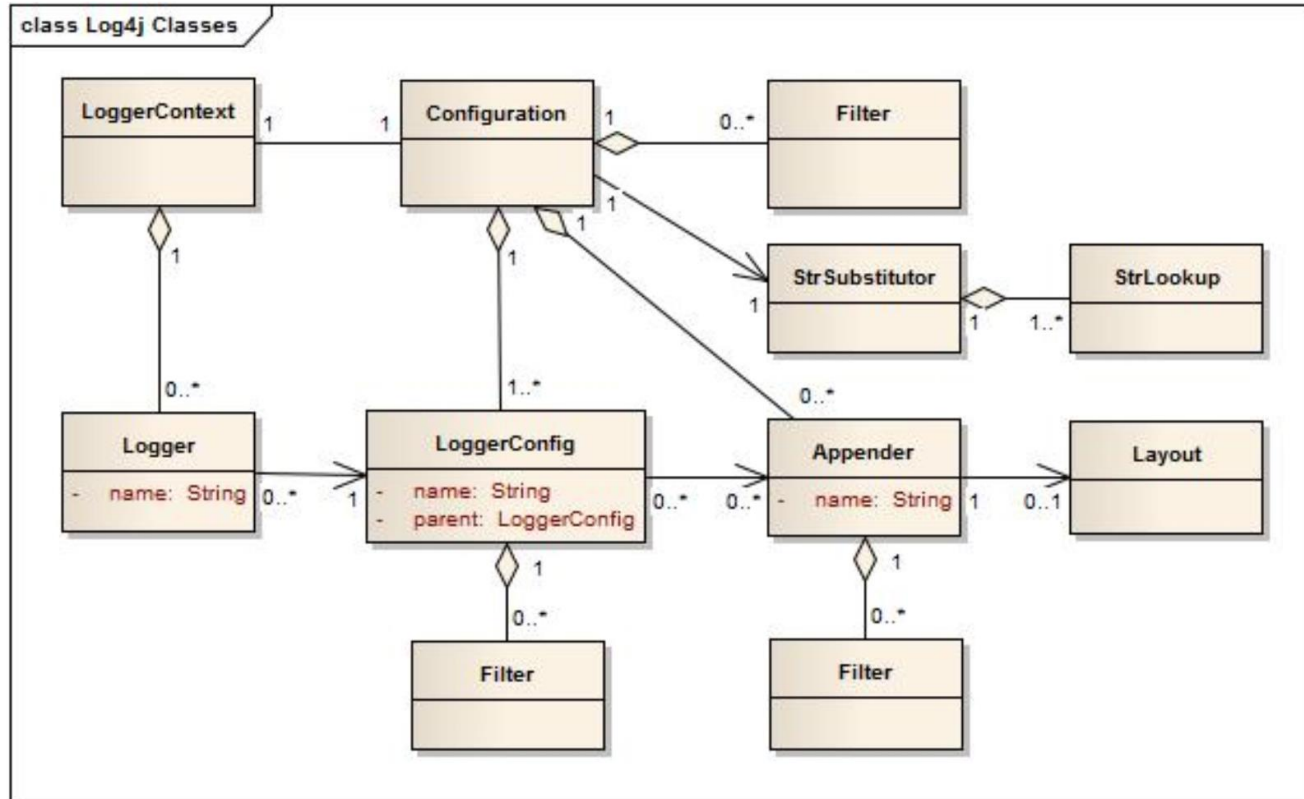 class Log4j Classes
LoggerContext
1
1
Configuration
1
0..*
Filter
1
1
StrSubstitutor
1
1..*
StrLookup
1
0..*
1
1..*
1
0..*
Logger
- name: String
0..*
1
LoggerConfig
- name: String
- parent: LoggerConfig
0..*
0..*
Appender
- name: String
1
0..1
Layout
1
0..*
Filter
1
0..*
Filter